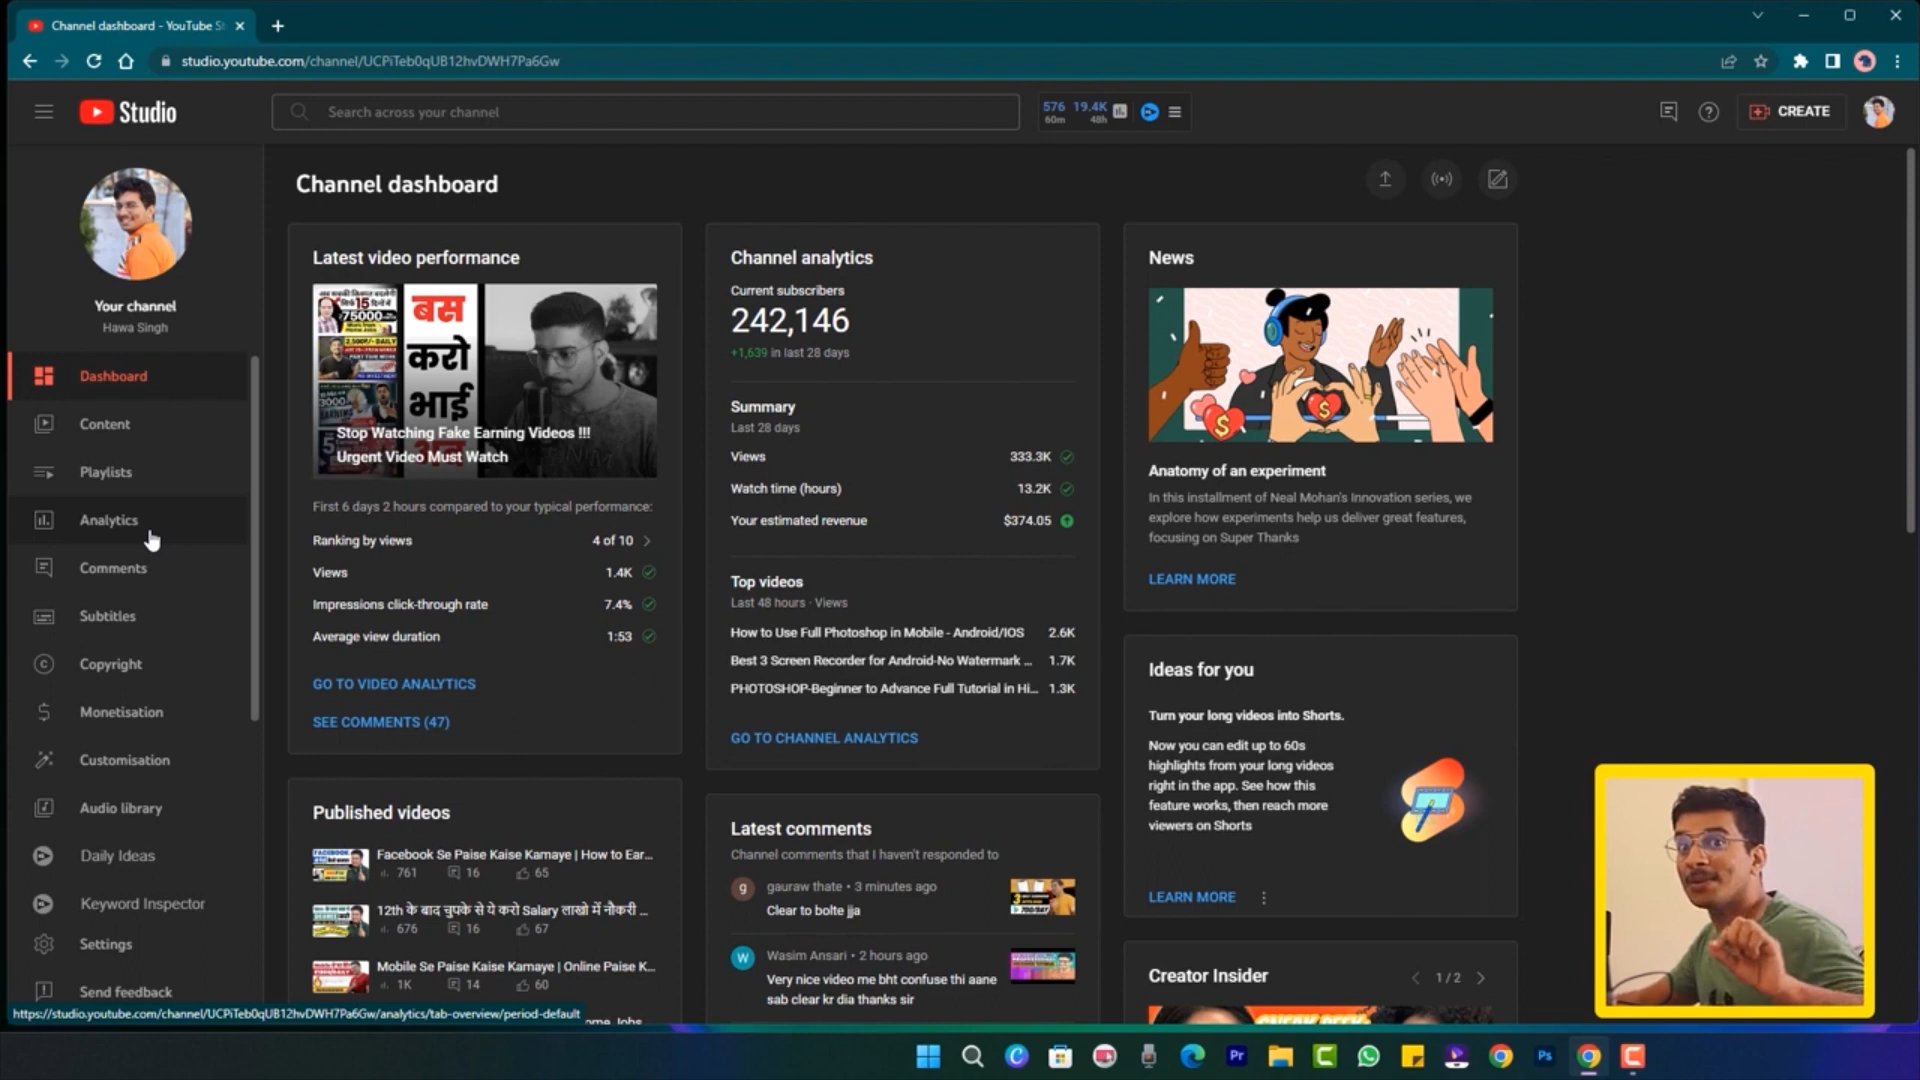 Channel dashboard - YouTube S
studio.youtube.com/channel/UCPiTeb0qUB12hvDWH7Pa6Gw
Studio
Search across your channel
576 19.4K
60m 48h
CREATE
Your channel
Hawa Singh
Dashboard
Content
Playlists
Analytics
Comments
Subtitles
Copyright
Monetisation
Customisation
Audio library
Daily Ideas
Keyword Inspector
Settings
Send feedback
https://studio.youtube.com/channel/UCPiTeb0qUB12hvDWH7Pa6Gw/analytics/tab-overview/period-default
Channel dashboard
Latest video performance
75000
बस
करो
भाई
Stop Watching Fake Earning Videos !!!
Urgent Video Must Watch
First 6 days 2 hours compared to your typical performance:
Ranking by views 4 of 10
Views 1.4K
Impressions click-through rate 7.4%
Average view duration 1:53
GO TO VIDEO ANALYTICS
SEE COMMENTS (47)
Published videos
Facebook Se Paise Kaise Kamaye | How to Ear...
761 16 65
12th के बाद चुपके से ये करो Salary लाखो में नौकरी ...
676 16 67
Mobile Se Paise Kaise Kamaye | Online Paise K...
1K 14 60
Channel analytics
Current subscribers
242,146
+1,639 in last 28 days
Summary
Last 28 days
Views 333.3K
Watch time (hours) 13.2K
Your estimated revenue $374.05
Top videos
Last 48 hours · Views
How to Use Full Photoshop in Mobile - Android/IOS 2.6K
Best 3 Screen Recorder for Android-No Watermark ... 1.7K
PHOTOSHOP-Beginner to Advance Full Tutorial in Hi... 1.3K
GO TO CHANNEL ANALYTICS
Latest comments
Channel comments that I haven't responded to
g
gauraw thate • 3 minutes ago
Clear to bolte jja
W
Wasim Ansari • 2 hours ago
Very nice video me bht confuse thi aane
sab clear kr dia thanks sir
News
Anatomy of an experiment
In this installment of Neal Mohan's Innovation series, we
explore how experiments help us deliver great features,
focusing on Super Thanks
LEARN MORE
Ideas for you
Turn your long videos into Shorts.
Now you can edit up to 60s
highlights from your long videos
right in the app. See how this
feature works, then reach more
viewers on Shorts
LEARN MORE
Creator Insider
1 / 2
SNEAK PEEK
Pr
Ps